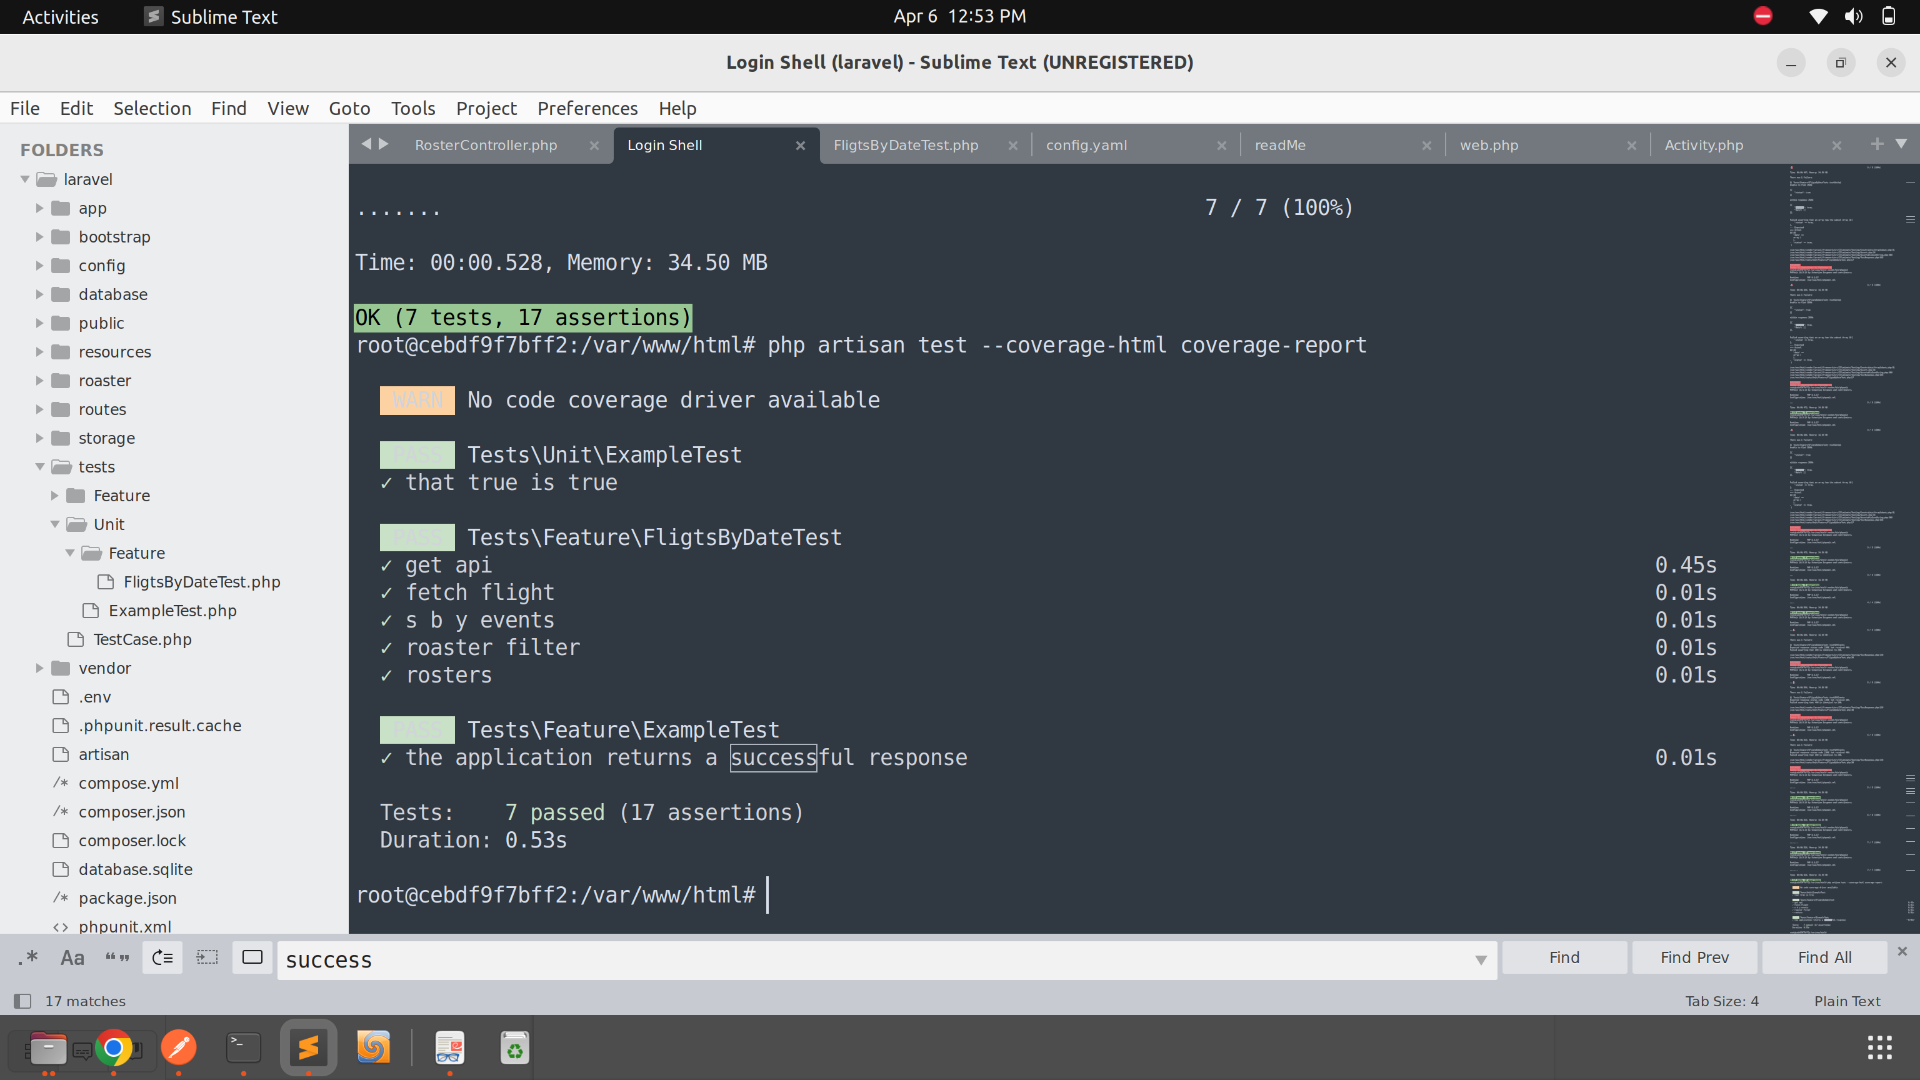 Activities
Sublime Text
Apr 6 12:53 PM
Login Shell (laravel) - Sublime Text (UNREGISTERED)
File Edit Selection Find View Goto Tools Project Preferences Help
FOLDERS
laravel
app
bootstrap
config
database
public
resources
roaster
routes
storage
tests
Feature
Unit
Feature
FligtsByDateTest.php
ExampleTest.php
TestCase.php
vendor
.env
.phpunit.result.cache
artisan
compose.yml
composer.json
composer.lock
database.sqlite
package.json
phpunit.xml
RosterController.php
Login Shell
FligtsByDateTest.php
config.yaml
readMe
web.php
Activity.php
....... 7 / 7 (100%)
Time: 00:00.528, Memory: 34.50 MB
OK (7 tests, 17 assertions)
root@cebdf9f7bff2:/var/www/html# php artisan test --coverage-html coverage-report
WARN No code coverage driver available
PASS Tests\Unit\ExampleTest
✓ that true is true
PASS Tests\Feature\FligtsByDateTest
✓ get api 0.45s
✓ fetch flight 0.01s
✓ s b y events 0.01s
✓ roaster filter 0.01s
✓ rosters 0.01s
PASS Tests\Feature\ExampleTest
✓ the application returns a successful response 0.01s
Tests: 7 passed (17 assertions)
Duration: 0.53s
root@cebdf9f7bff2:/var/www/html#
.* Aa “” success Find Find Prev Find All
17 matches
Tab Size: 4
Plain Text